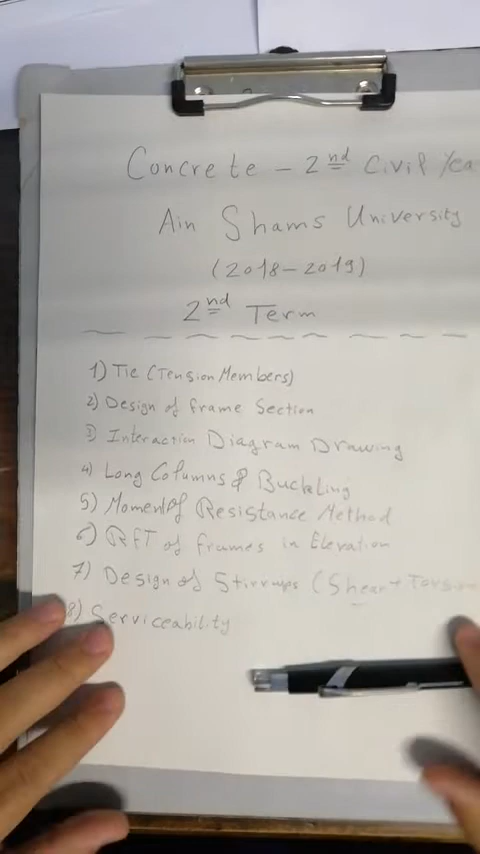 Concrete - 2nd Civil Yea
Ain Shams University
(2018-2019)
2nd Term
1) Tie (Tension Members)
2) Design of frame Section
3) Interaction Diagram Drawing
4) Long Columns & Buckling
5) Moment of Resistance Method
6) RFT of frames in Elevation
7) Design of Stirrups (Shear + Torsion
8) Serviceability